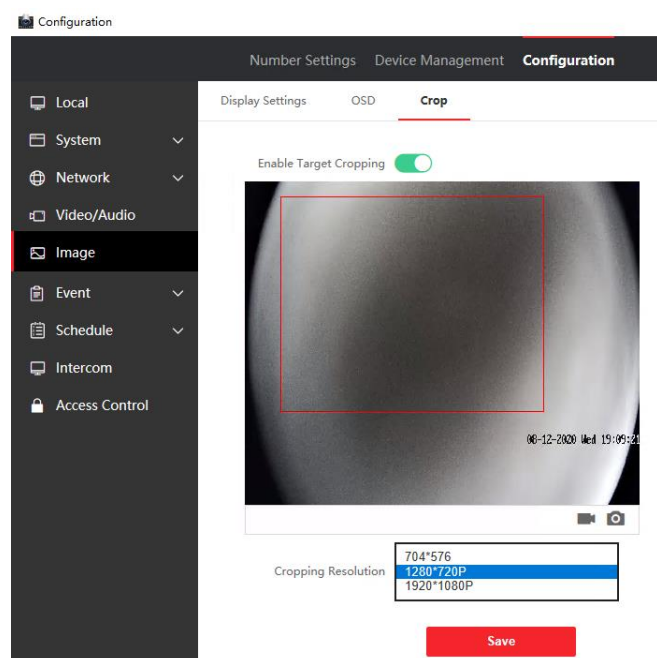 Configuration
Number Settings Device Management Configuration
Local
System
Network
Video/Audio
Image
Event
Schedule
Intercom
Access Control
Display Settings OSD Crop
Enable Target Cropping
08-12-2020 Wed 19:09:21
Cropping Resolution
704*576
1280*720P
1920*1080P
Save